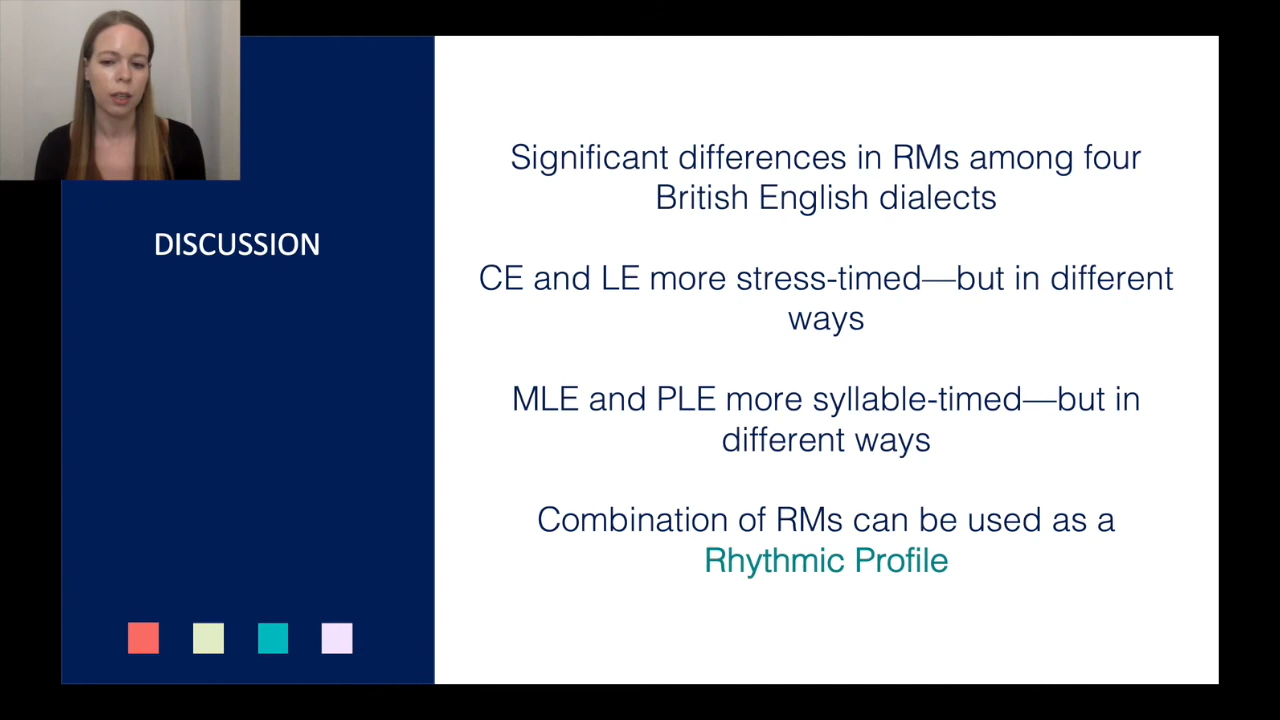 DISCUSSION
Significant differences in RMs among four
British English dialects
CE and LE more stress-timed—but in different
ways
MLE and PLE more syllable-timed—but in
different ways
Combination of RMs can be used as a
Rhythmic Profile